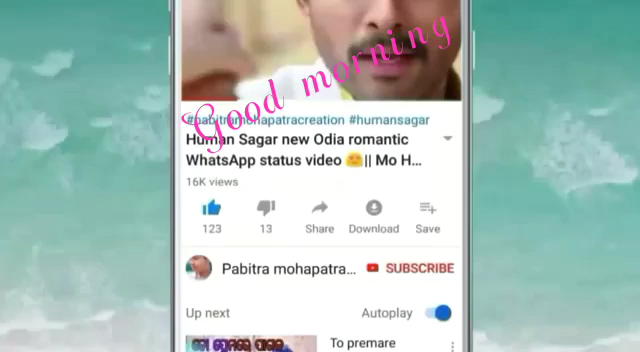 Good morning
#pabitramohapatracreation #humansagar
Human Sagar new Odia romantic
WhatsApp status video 😍|| Mo H...
16K views
123
13
Share
Download
Save
Pabitra mohapatra...
SUBSCRIBE
Up next
Autoplay
To premare